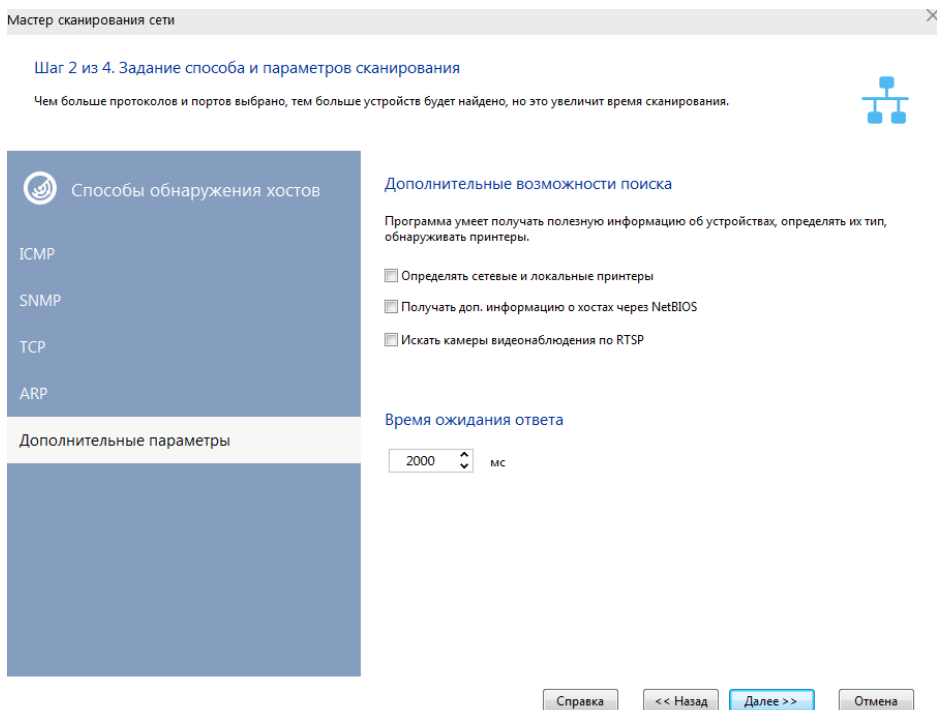 Мастер сканирования сети
Шаг 2 из 4. Задание способа и параметров сканирования
Чем больше протоколов и портов выбрано, тем больше устройств будет найдено, но это увеличит время сканирования.
Способы обнаружения хостов
ICMP
SNMP
TCP
ARP
Дополнительные параметры
Дополнительные возможности поиска
Программа умеет получать полезную информацию об устройствах, определять их тип,
обнаруживать принтеры.
Определять сетевые и локальные принтеры
Получать доп. информацию о хостах через NetBIOS
Искать камеры видеонаблюдения по RTSP
Время ожидания ответа
2000 мс
Справка << Назад Далее >> Отмена